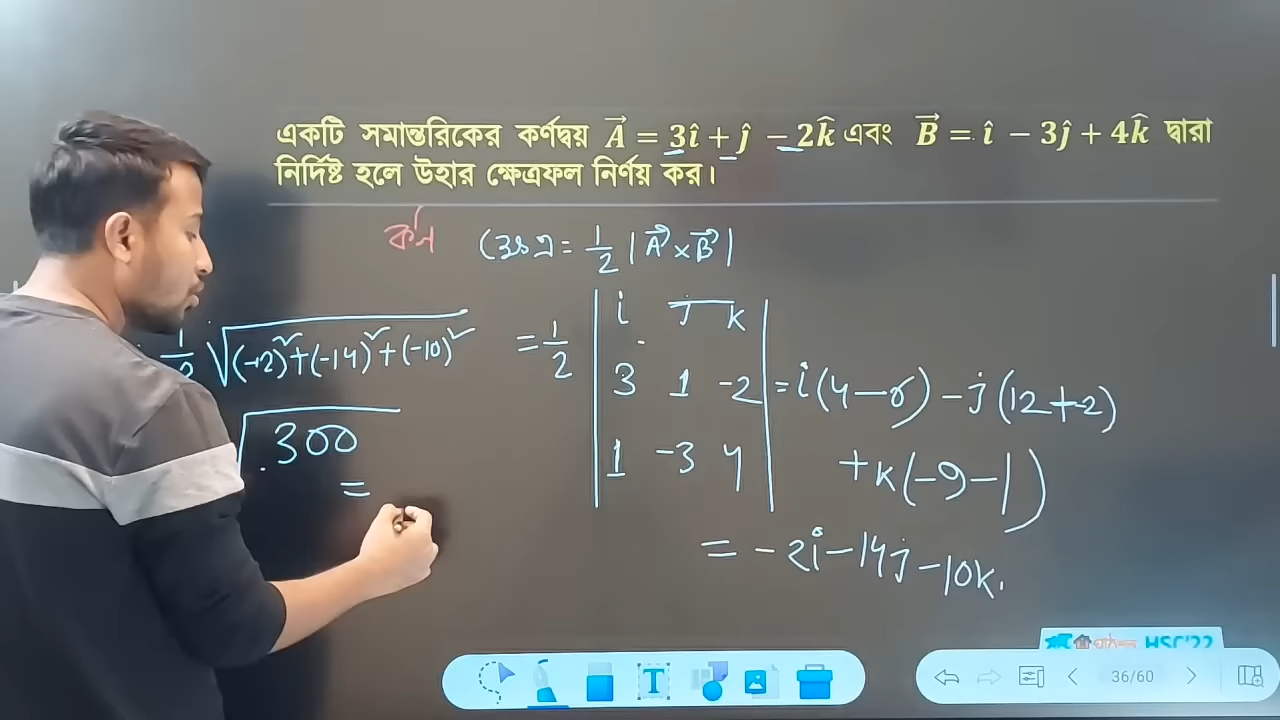 একটি সমান্তরিকের কর্ণদ্বয় A⃗ = 3î + ĵ − 2k̂ এবং B⃗ = î − 3ĵ + 4k̂ দ্বারা
নির্দিষ্ট হলে উহার ক্ষেত্রফল নির্ণয় কর।
কর্ন
= 1/2 |A⃗ × B⃗|
= 1/2 | i j k
3 1 -2
1 -3 4 | = i(4-6) - j(12+2)
+ k(-9-1)
= -2i - 14j - 10k.
√(-2)² + (-14)² + (-10)²
√300
=
T
HSC'22
36/60